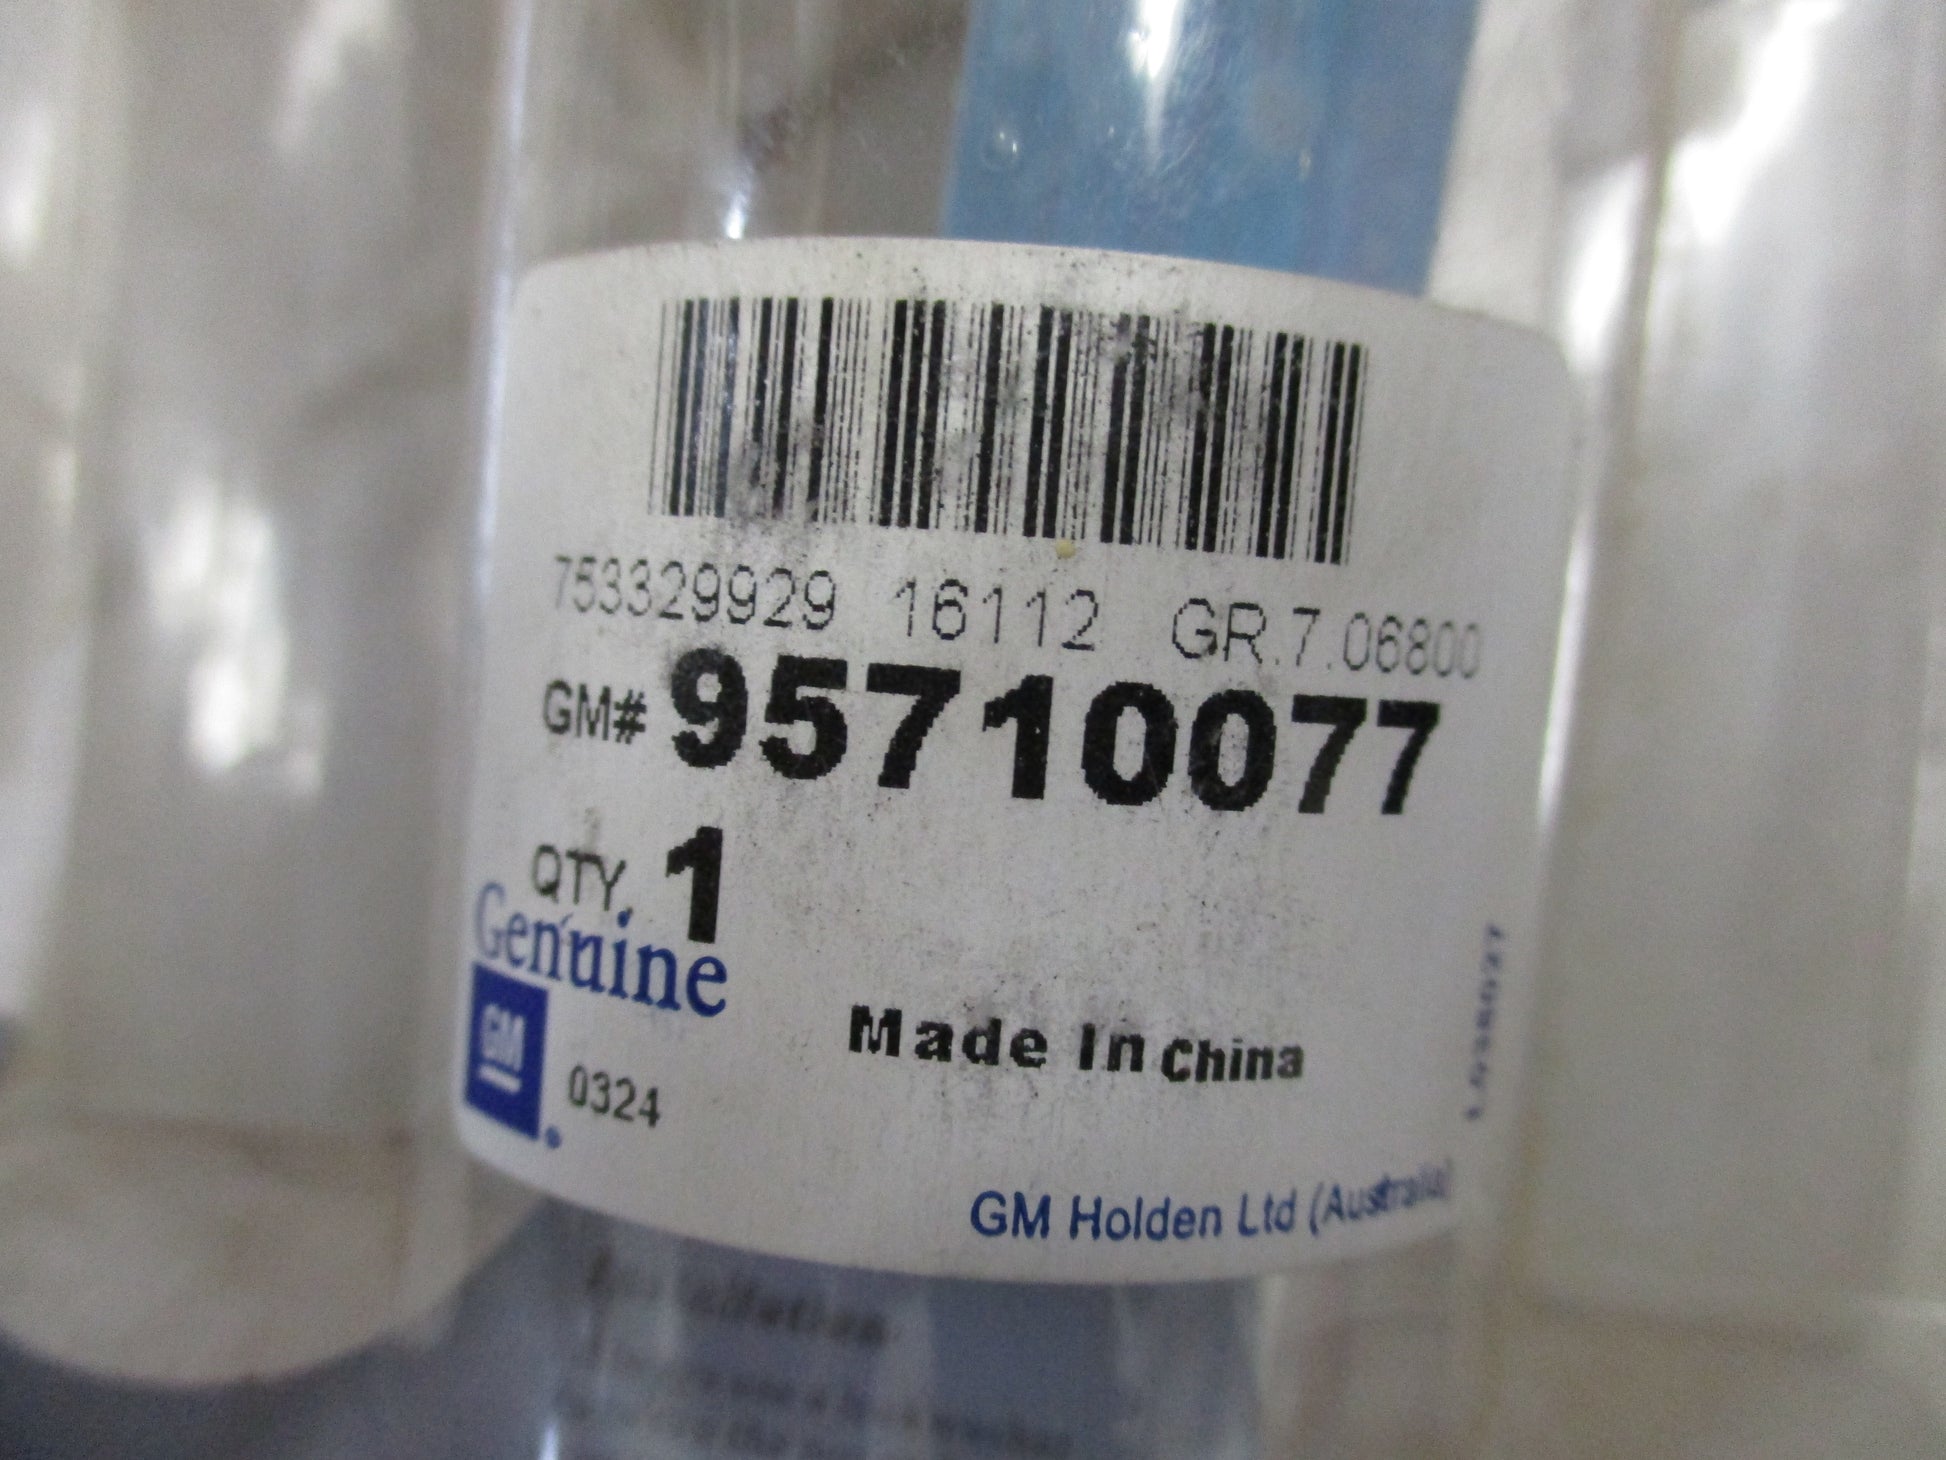 753329929 16112 GR.7.06800
GM# 95710077
QTY. 1
Genuine
GM
0324
Made In China
GM Holden Ltd (Australia)